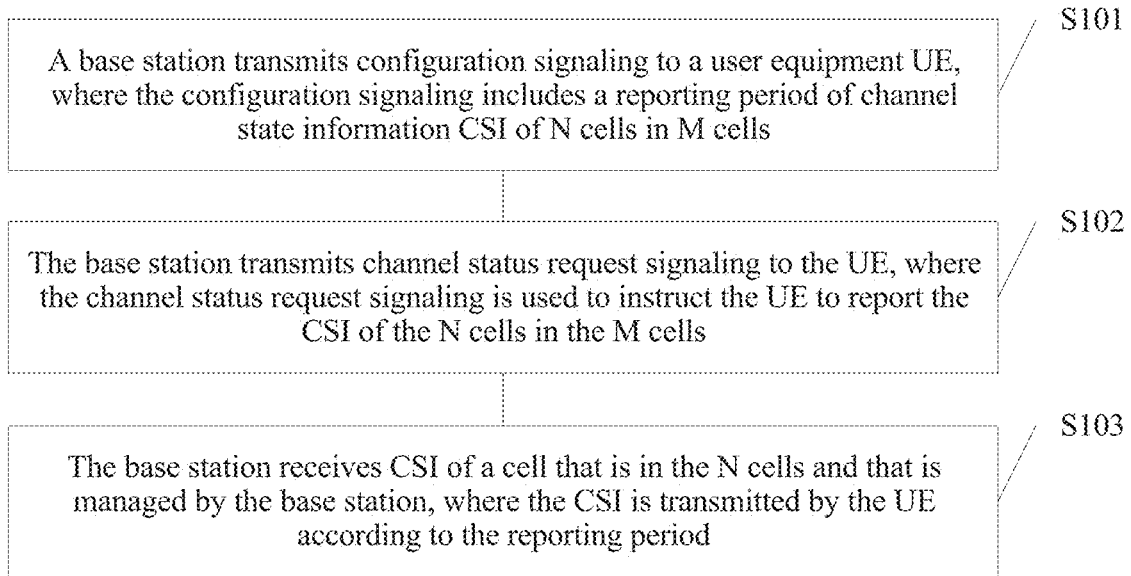 S101
A base station transmits configuration signaling to a user equipment UE,
where the configuration signaling includes a reporting period of channel
state information CSI of N cells in M cells
S102
The base station transmits channel status request signaling to the UE, where
the channel status request signaling is used to instruct the UE to report the
CSI of the N cells in the M cells
S103
The base station receives CSI of a cell that is in the N cells and that is
managed by the base station, where the CSI is transmitted by the UE
according to the reporting period